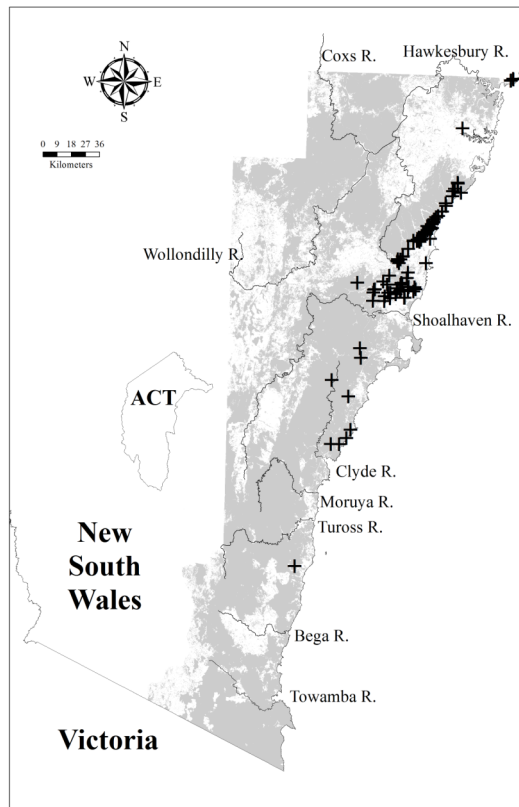 Coxs R.
Hawkesbury R.
N
W
E
S
0 9 18 27 36
Kilometers
Wollondilly R.
Shoalhaven R.
ACT
Clyde R.
Moruya R.
Tuross R.
New
South
Wales
Bega R.
Towamba R.
Victoria